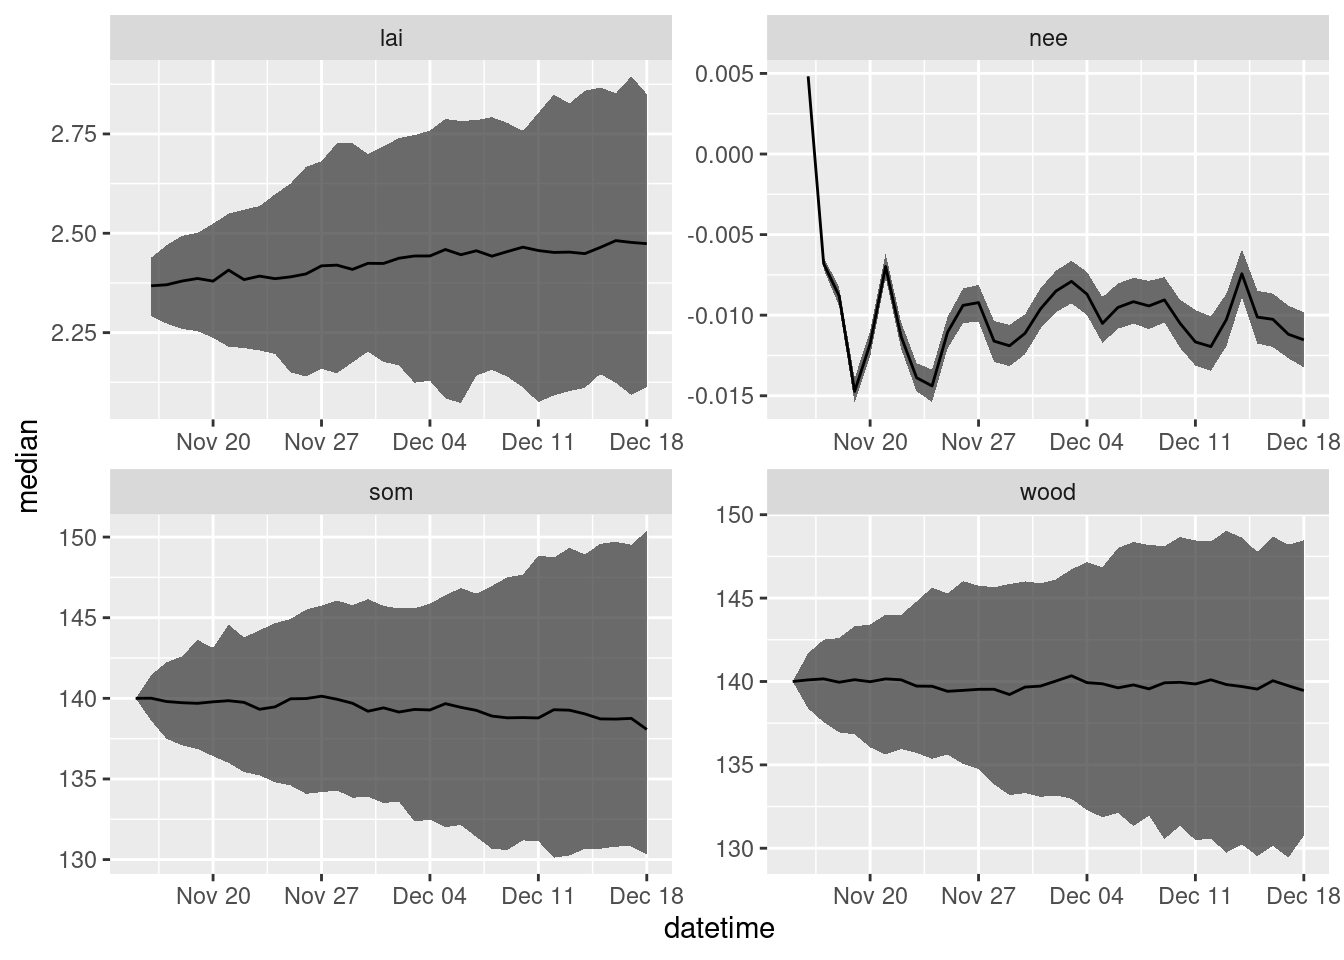 lai
nee
2.75
2.50
2.25
0.005
0.000
-0.005
-0.010
-0.015
Nov 20 Nov 27 Dec 04 Dec 11 Dec 18
Nov 20 Nov 27 Dec 04 Dec 11 Dec 18
median
som
wood
150
145
140
135
130
150
145
140
135
130
Nov 20 Nov 27 Dec 04 Dec 11 Dec 18
Nov 20 Nov 27 Dec 04 Dec 11 Dec 18
datetime